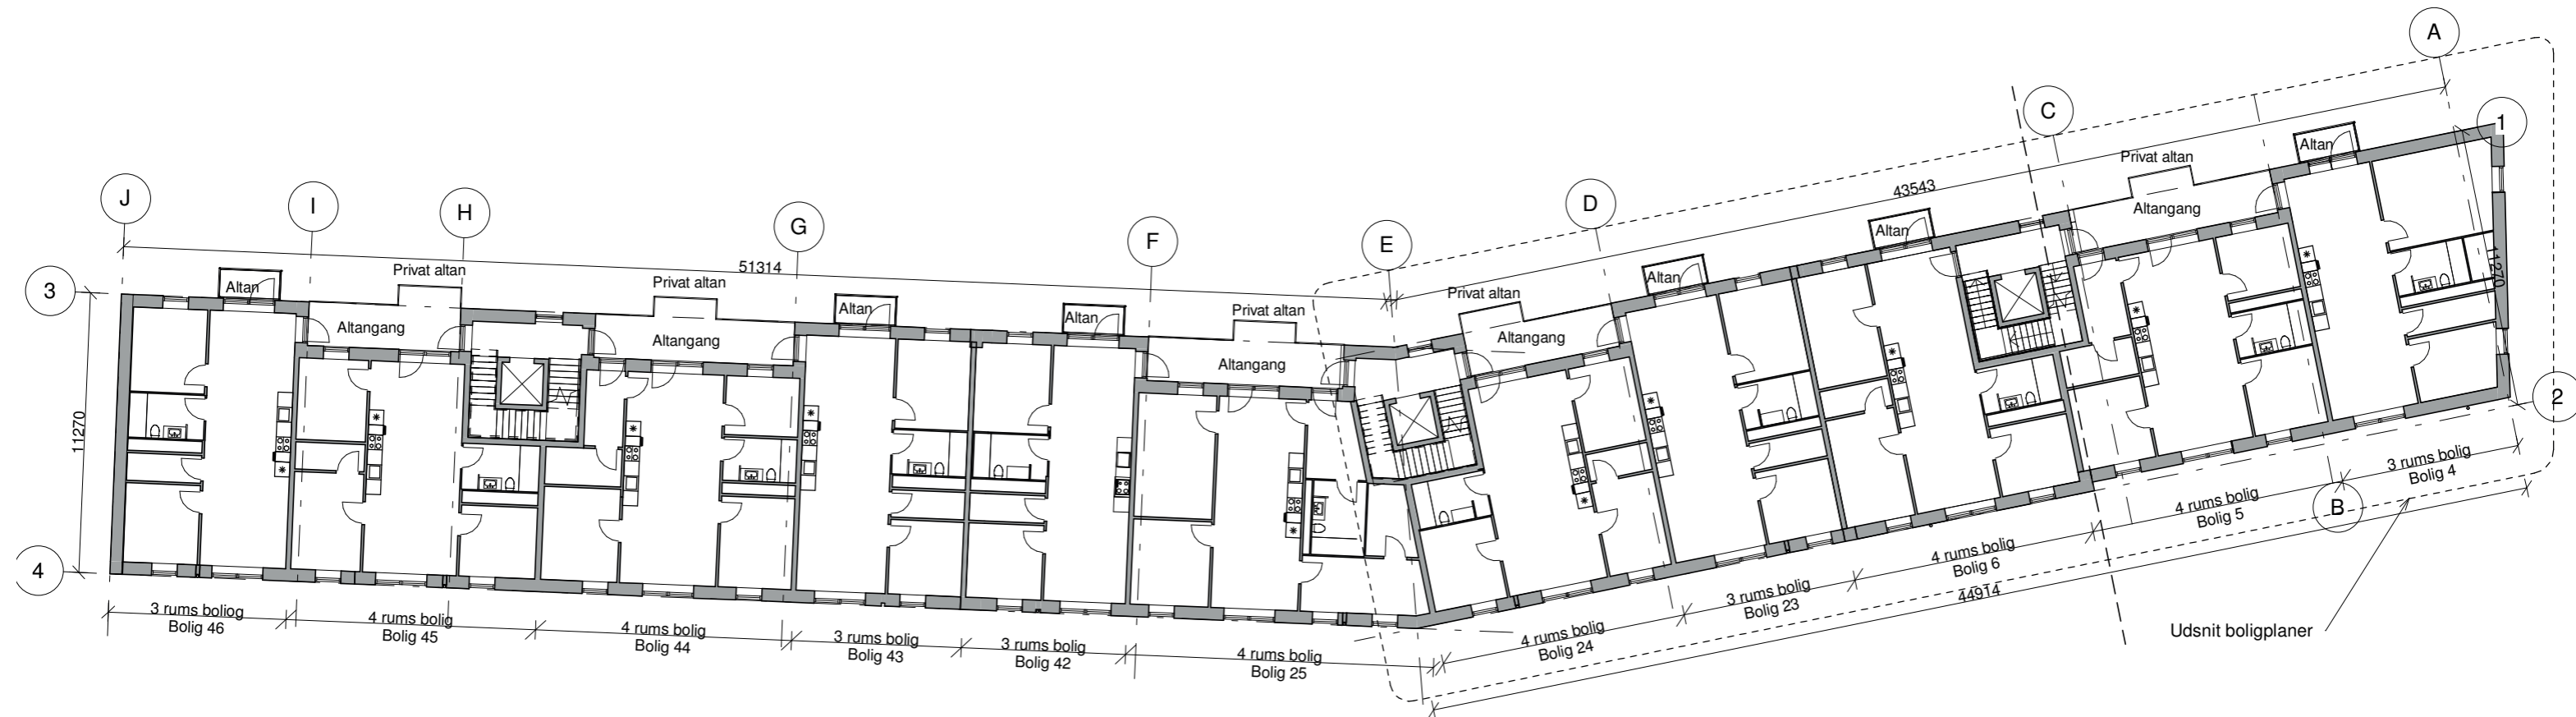 A
1
C
Altan
Privat altan
43543
D
J
I
H
G
F
E
Altangang
Altan
11270
Privat altan
Privat altan
51314
Altan
Privat altan
3
Altan
Altan
Altan
Privat altan
Altangang
Altangang
Altangang
Altangang
2
11270
4
B
3 rums bolig
Bolig 4
4 rums bolig
Bolig 5
4 rums bolig
Bolig 6
3 rums bolig
Bolig 23
44914
3 rums boliog
Bolig 46
4 rums bolig
Bolig 45
4 rums bolig
Bolig 44
3 rums bolig
Bolig 43
3 rums bolig
Bolig 42
4 rums bolig
Bolig 25
4 rums bolig
Bolig 24
Udsnit boligplaner